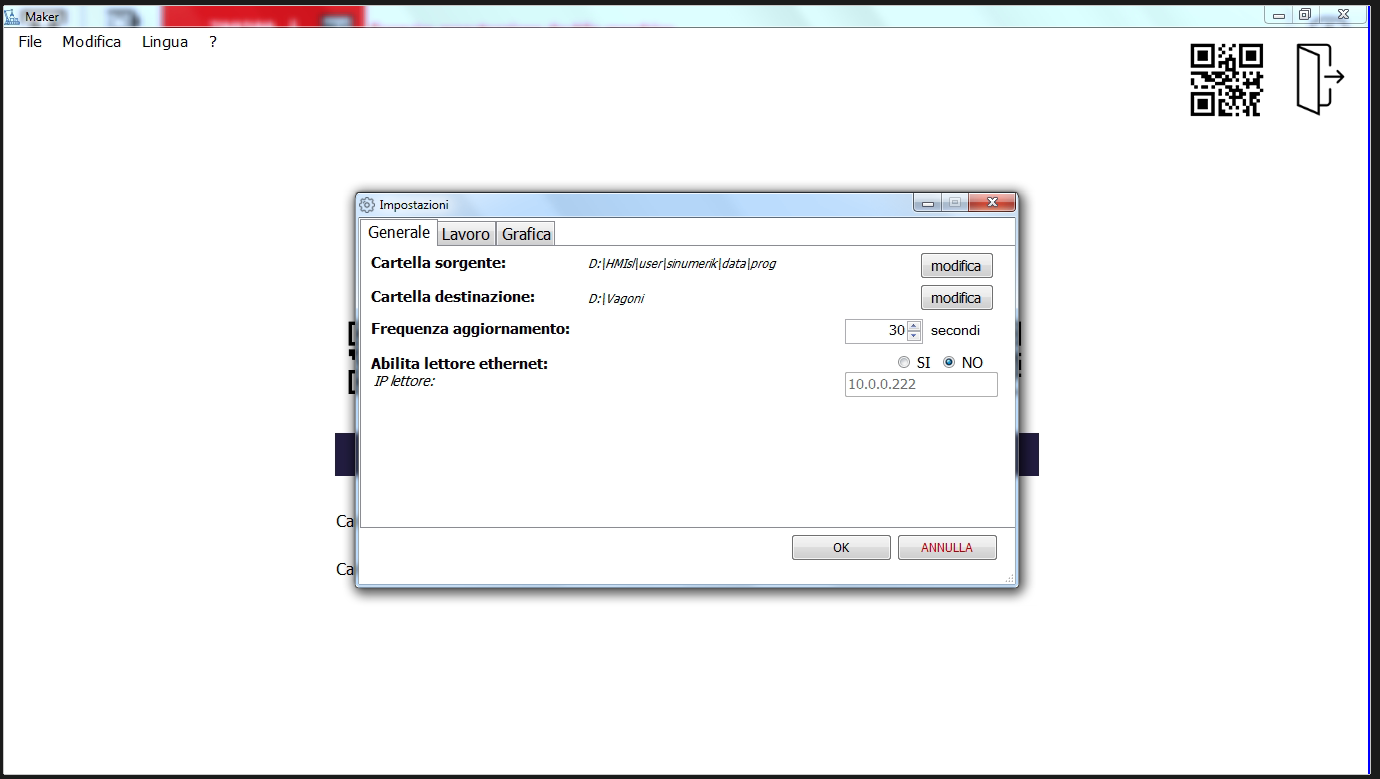 Maker
File Modifica Lingua ?
Impostazioni
Generale Lavoro Grafica
Cartella sorgente: D:\HMIsl\user\sinumerik\data\prog modifica
Cartella destinazione: D:\Vagoni modifica
Frequenza aggiornamento: 30 secondi
Abilita lettore ethernet: SI NO
IP lettore: 10.0.0.222
Ca
OK ANNULLA
Ca